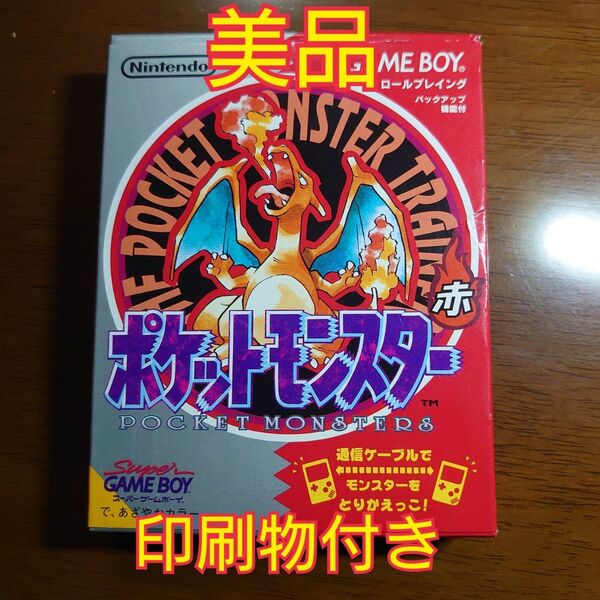 美品
Nintendo
GAME BOY®
ロールプレイング
バックアップ
機能付
THE POCKET MONSTER TRAINER
赤
ポケットモンスター
TM
POCKET MONSTERS
Super
GAME BOY
スーパーゲームボーイ
で、あざやかカラー
通信ケーブルで
モンスターを
とりかえっこ!
印刷物付き